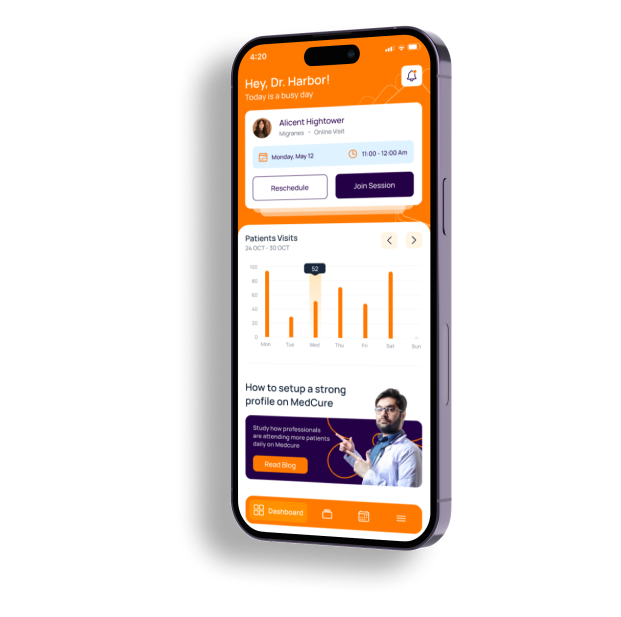 4:20
Hey, Dr. Harbor!
Today is a busy day
Alicent Hightower
Migranes • Online Visit
Monday, May 12 11:00 - 12:00 Am
Reschedule Join Session
Patients Visits
24 OCT - 30 OCT
100
52
80
60
40
20
0
Mon Tue Wed Thu Fri Sat Sun
How to setup a strong
profile on MedCure
Study how professionals
are attending more patients
daily on Medcure
Read Blog
Dashboard